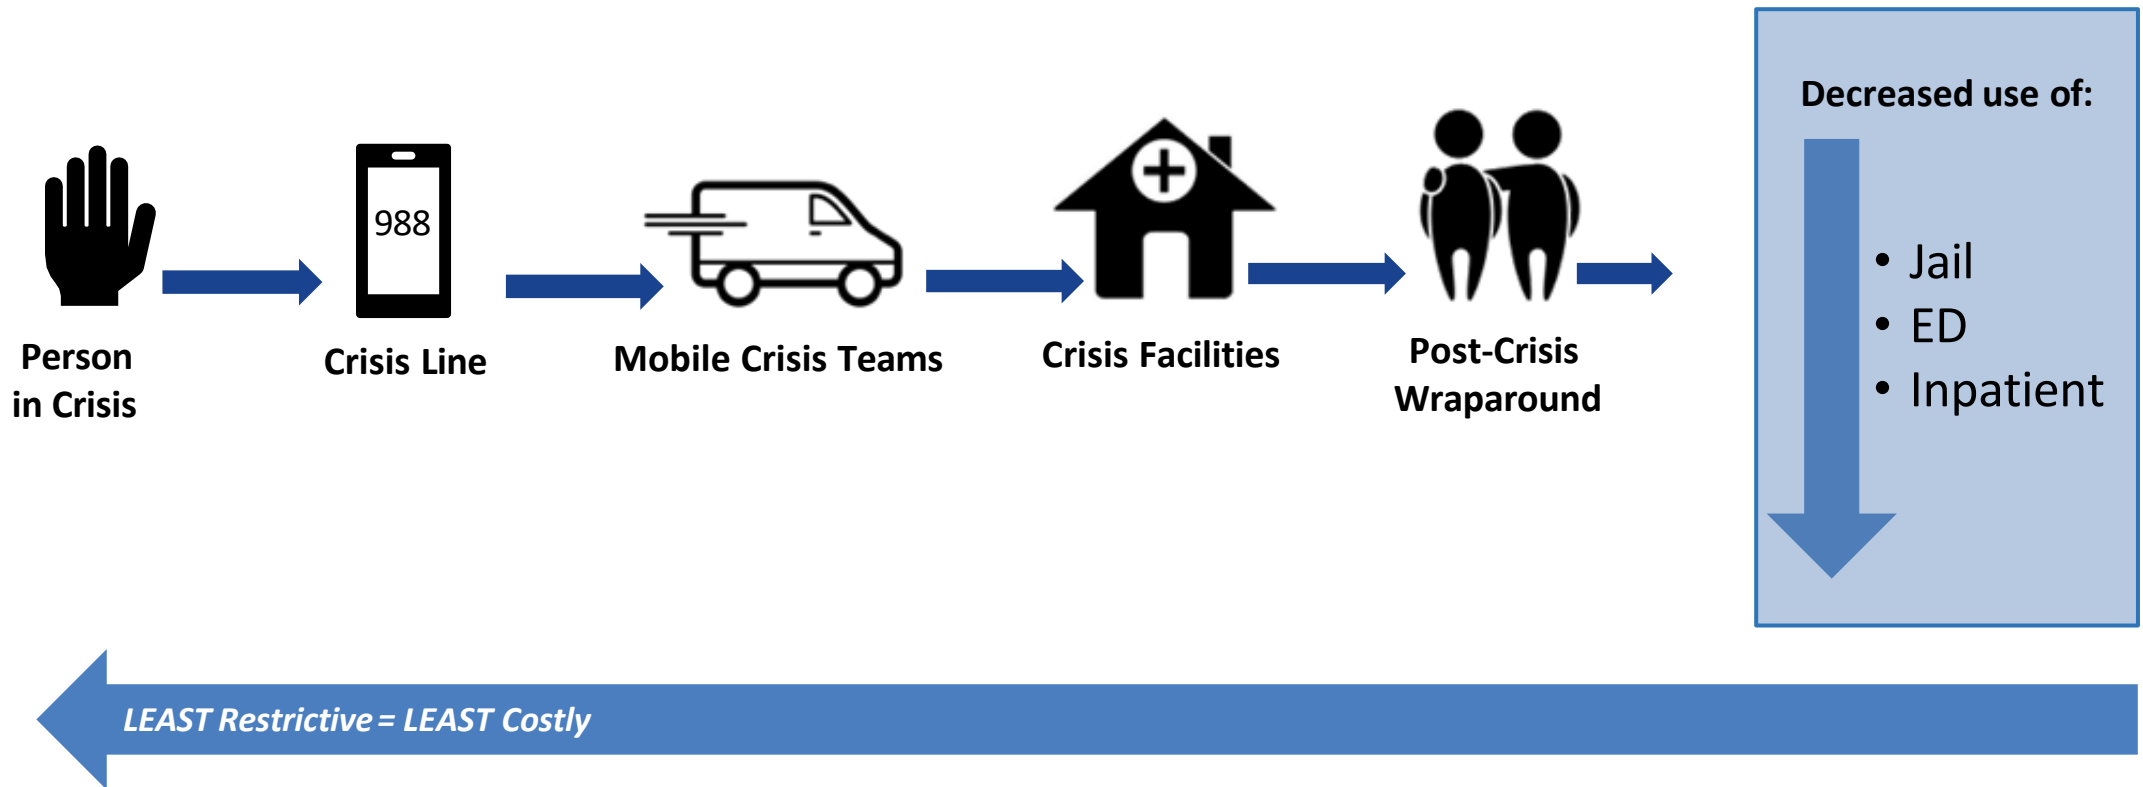 988
Person
in Crisis
Crisis Line
Mobile Crisis Teams
Crisis Facilities
Post-Crisis
Wraparound
Decreased use of:
• Jail
• ED
• Inpatient
LEAST Restrictive = LEAST Costly